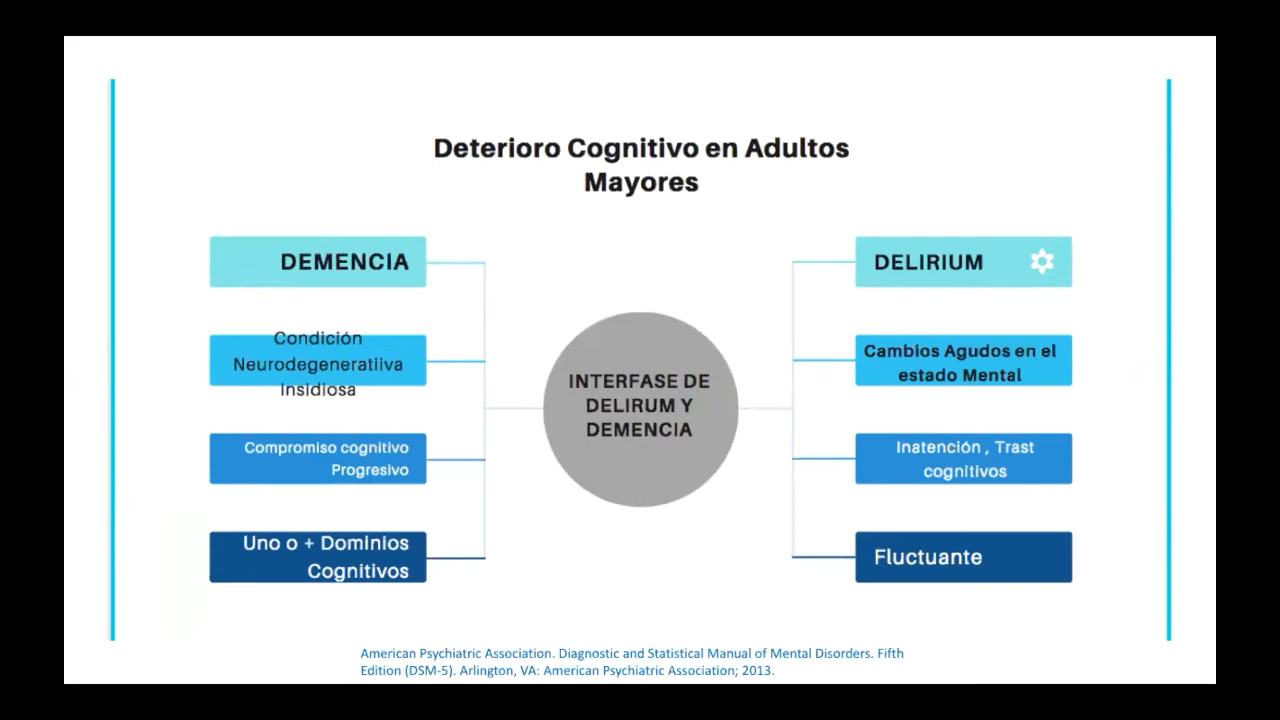 Deterioro Cognitivo en Adultos
Mayores
DEMENCIA
Condición
Neurodegeneratiiva
Insidiosa
Compromiso cognitivo
Progresivo
Uno o + Dominios
Cognitivos
INTERFASE DE
DELIRUM Y
DEMENCIA
DELIRIUM
Cambios Agudos en el
estado Mental
Inatención , Trast
cognitivos
Fluctuante
American Psychiatric Association. Diagnostic and Statistical Manual of Mental Disorders. Fifth
Edition (DSM-5). Arlington, VA: American Psychiatric Association; 2013.